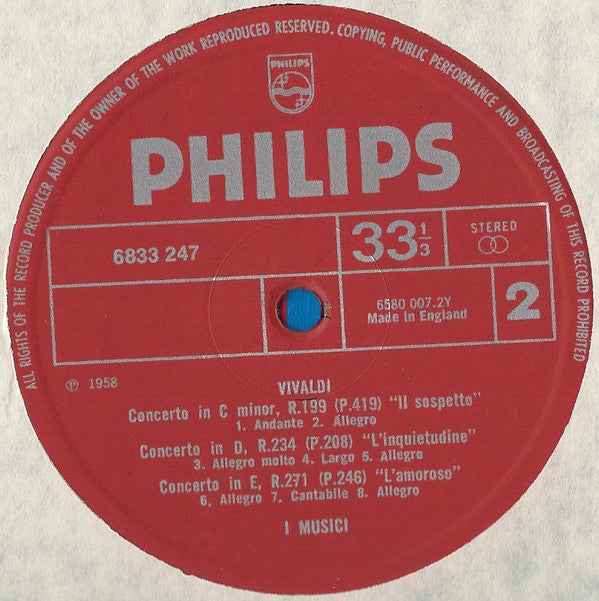 ALL RIGHTS OF THE RECORD PRODUCER AND OF THE OWNER OF THE WORK REPRODUCED RESERVED. COPYING, PUBLIC PERFORMANCE AND BROADCASTING OF THIS RECORD PROHIBITED
PHILIPS
PHILIPS
6833 247
33 1/3
STEREO
6580 007.2Y
Made in England
2
℗ 1958
VIVALDI
Concerto in C minor, R.199 (P.419) “Il sospetto”
1. Andante 2. Allegro
Concerto in D, R.234 (P.208) “L'inquietudine”
3. Allegro molto 4. Largo 5. Allegro
Concerto in E, R.271 (P.246) “L'amoroso”
6. Allegro 7. Cantabile 8. Allegro
I MUSICI